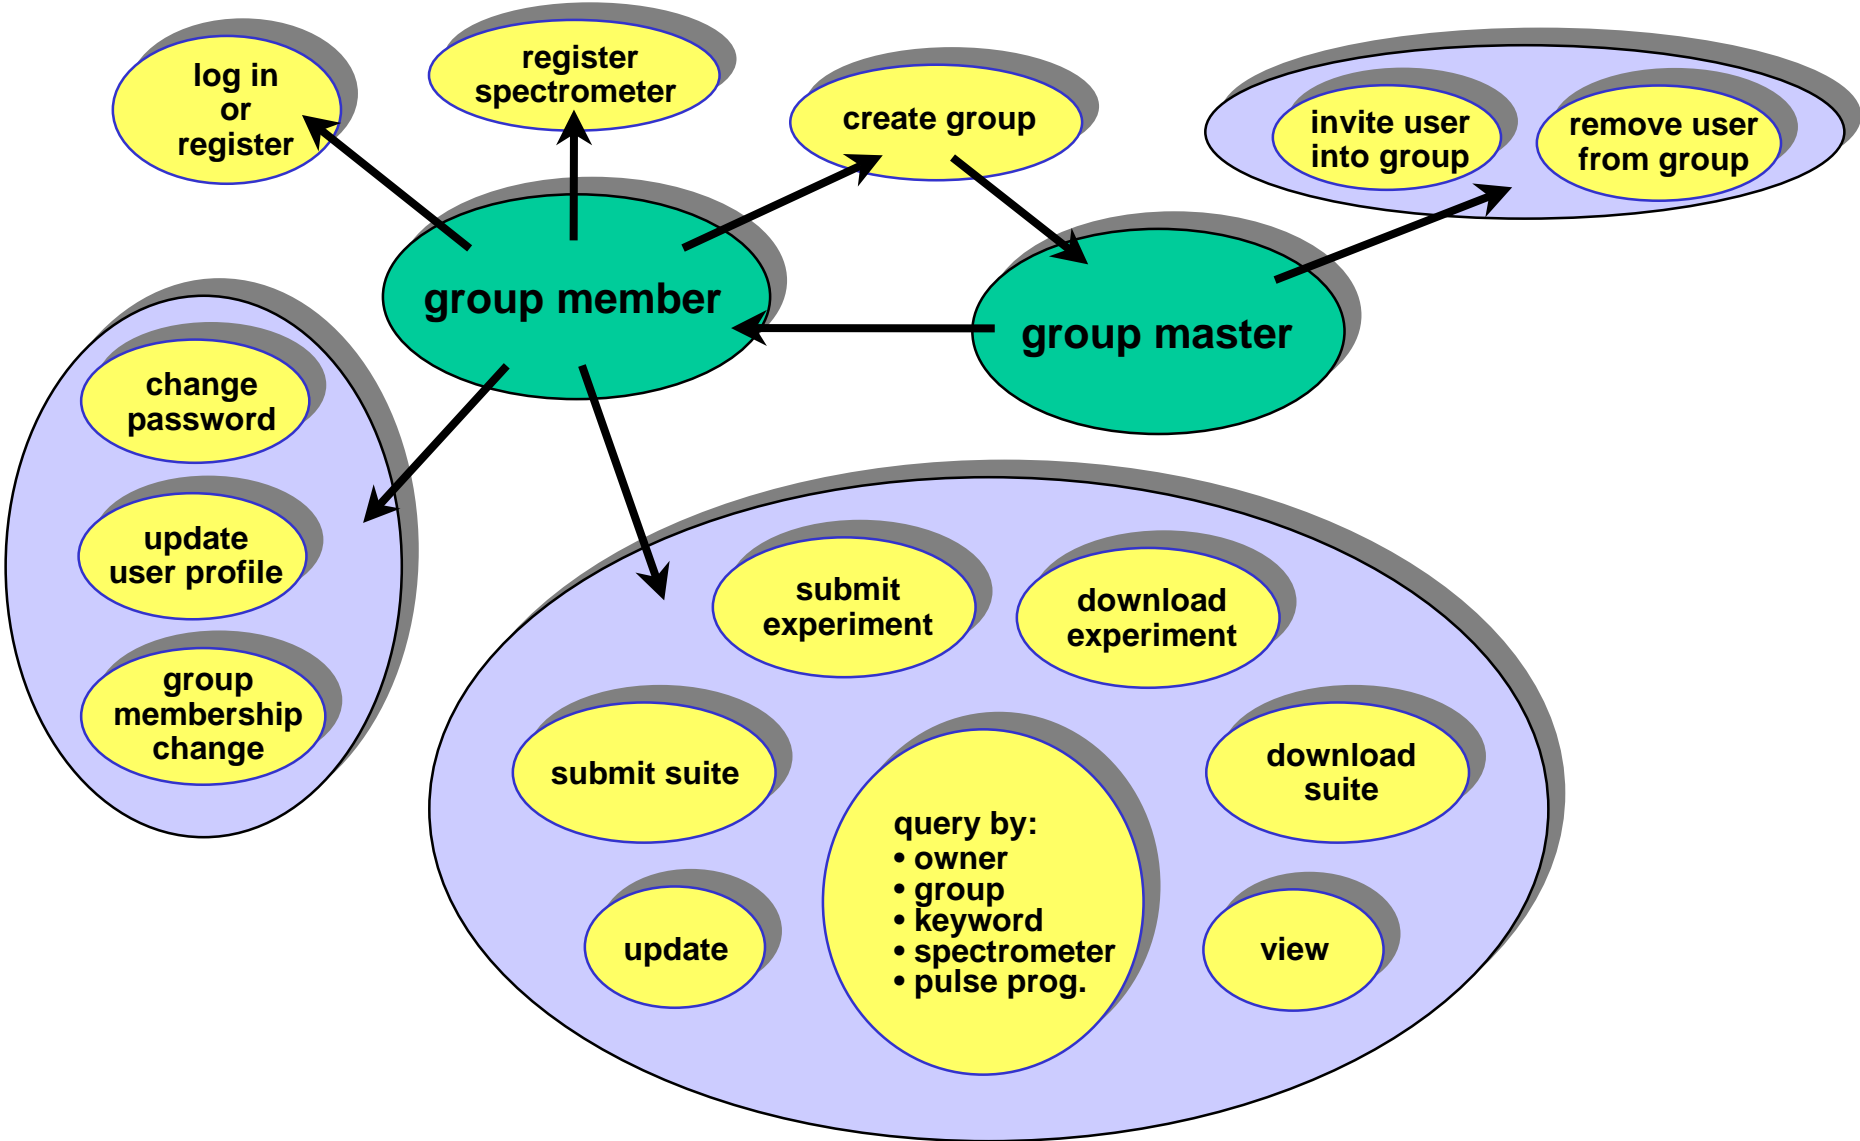 log in
or
register
register
spectrometer
create group
invite user
into group
remove user
from group
group member
group master
change
password
update
user profile
group
membership
change
submit
experiment
download
experiment
submit suite
download
suite
query by:
• owner
• group
• keyword
• spectrometer
• pulse prog.
update
view